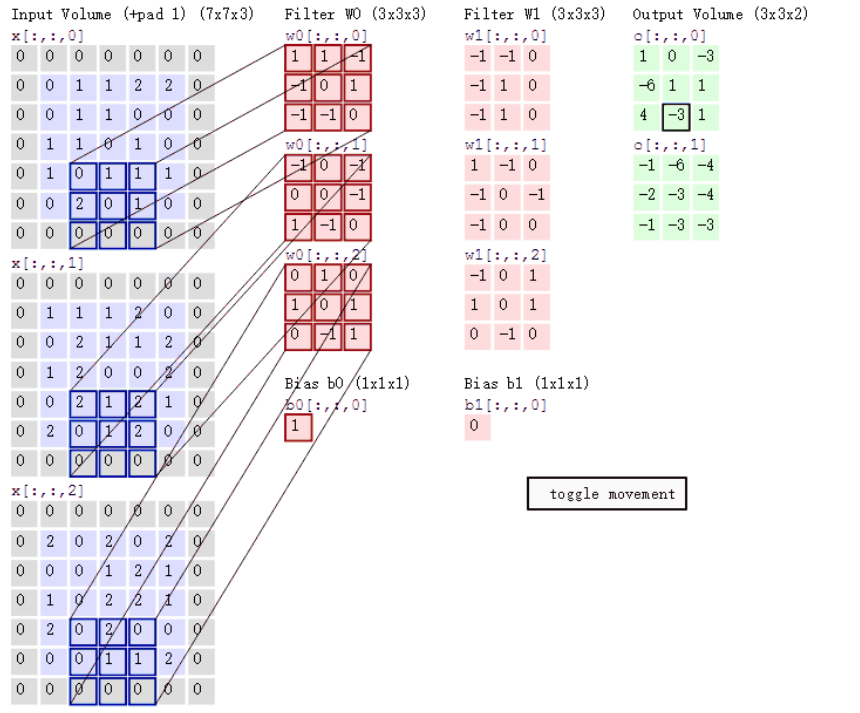 Input Volume (+pad 1) (7x7x3)
x[:,:,0]
0 0 0 0 0 0 0
0 0 1 1 2 2 0
0 0 1 1 0 0 0
0 1 1 0 1 0 0
0 1 0 1 1 1 0
0 0 2 0 1 0 0
0 0 0 0 0 0 0
x[:,:,1]
0 0 0 0 0 0 0
0 1 1 1 2 0 0
0 0 2 1 1 2 0
0 1 2 0 0 2 0
0 0 2 1 2 1 0
0 2 0 1 2 0 0
0 0 0 0 0 0 0
x[:,:,2]
0 0 0 0 0 0 0
0 2 0 2 0 2 0
0 0 0 1 2 1 0
0 1 0 2 2 1 0
0 2 0 2 0 0 0
0 0 0 1 1 2 0
0 0 0 0 0 0 0
Filter W0 (3x3x3)
w0[:,:,0]
1 1 -1
-1 0 1
-1 -1 0
w0[:,:,1]
-1 0 -1
0 0 -1
1 -1 0
w0[:,:,2]
0 1 0
1 0 1
0 -1 1
Bias b0 (1x1x1)
b0[:,:,0]
1
Filter W1 (3x3x3)
w1[:,:,0]
-1 -1 0
-1 1 0
-1 1 0
w1[:,:,1]
1 -1 0
-1 0 -1
-1 0 0
w1[:,:,2]
-1 0 1
1 0 1
0 -1 0
Bias b1 (1x1x1)
b1[:,:,0]
0
Output Volume (3x3x2)
o[:,:,0]
1 0 -3
-6 1 1
4 -3 1
o[:,:,1]
-1 -6 -4
-2 -3 -4
-1 -3 -3
toggle movement